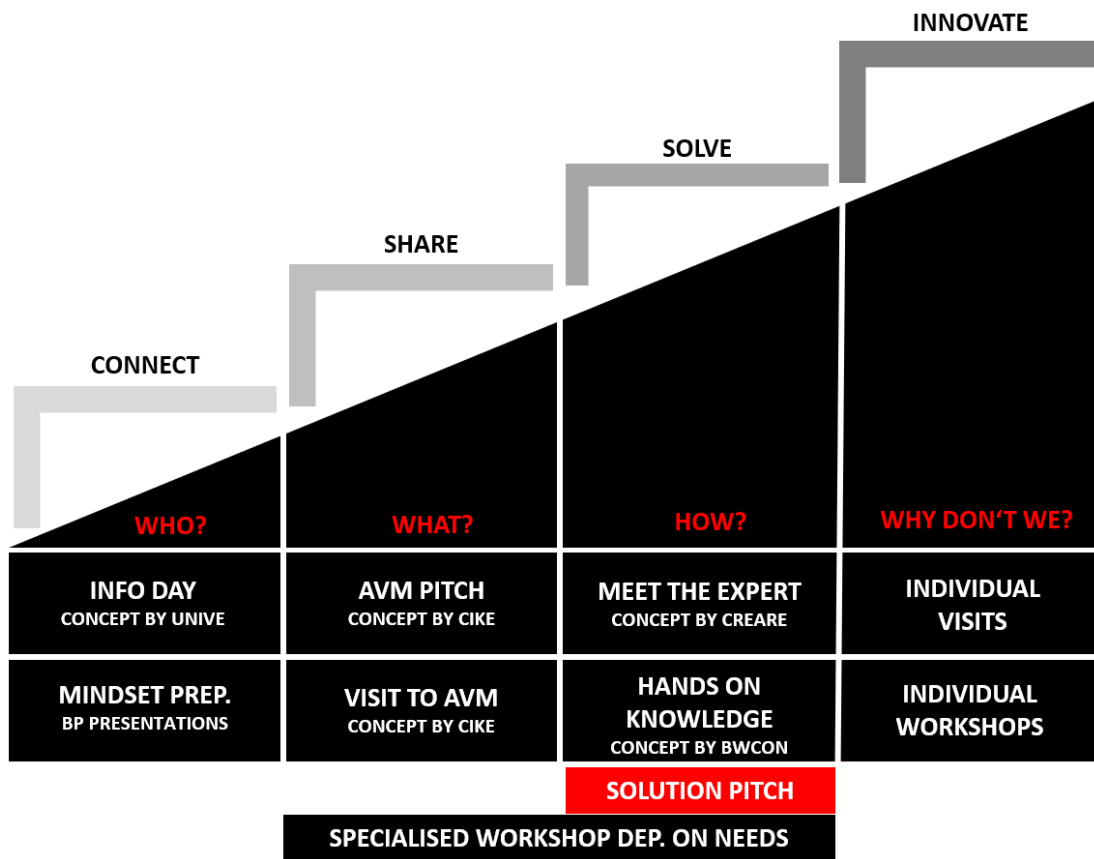 INNOVATE
SOLVE
SHARE
CONNECT
WHO?
WHAT?
HOW?
WHY DON‘T WE?
INFO DAY
CONCEPT BY UNIVE
AVM PITCH
CONCEPT BY CIKE
MEET THE EXPERT
CONCEPT BY CREARE
INDIVIDUAL
VISITS
MINDSET PREP.
BP PRESENTATIONS
VISIT TO AVM
CONCEPT BY CIKE
HANDS ON
KNOWLEDGE
CONCEPT BY BWCON
INDIVIDUAL
WORKSHOPS
SOLUTION PITCH
SPECIALISED WORKSHOP DEP. ON NEEDS